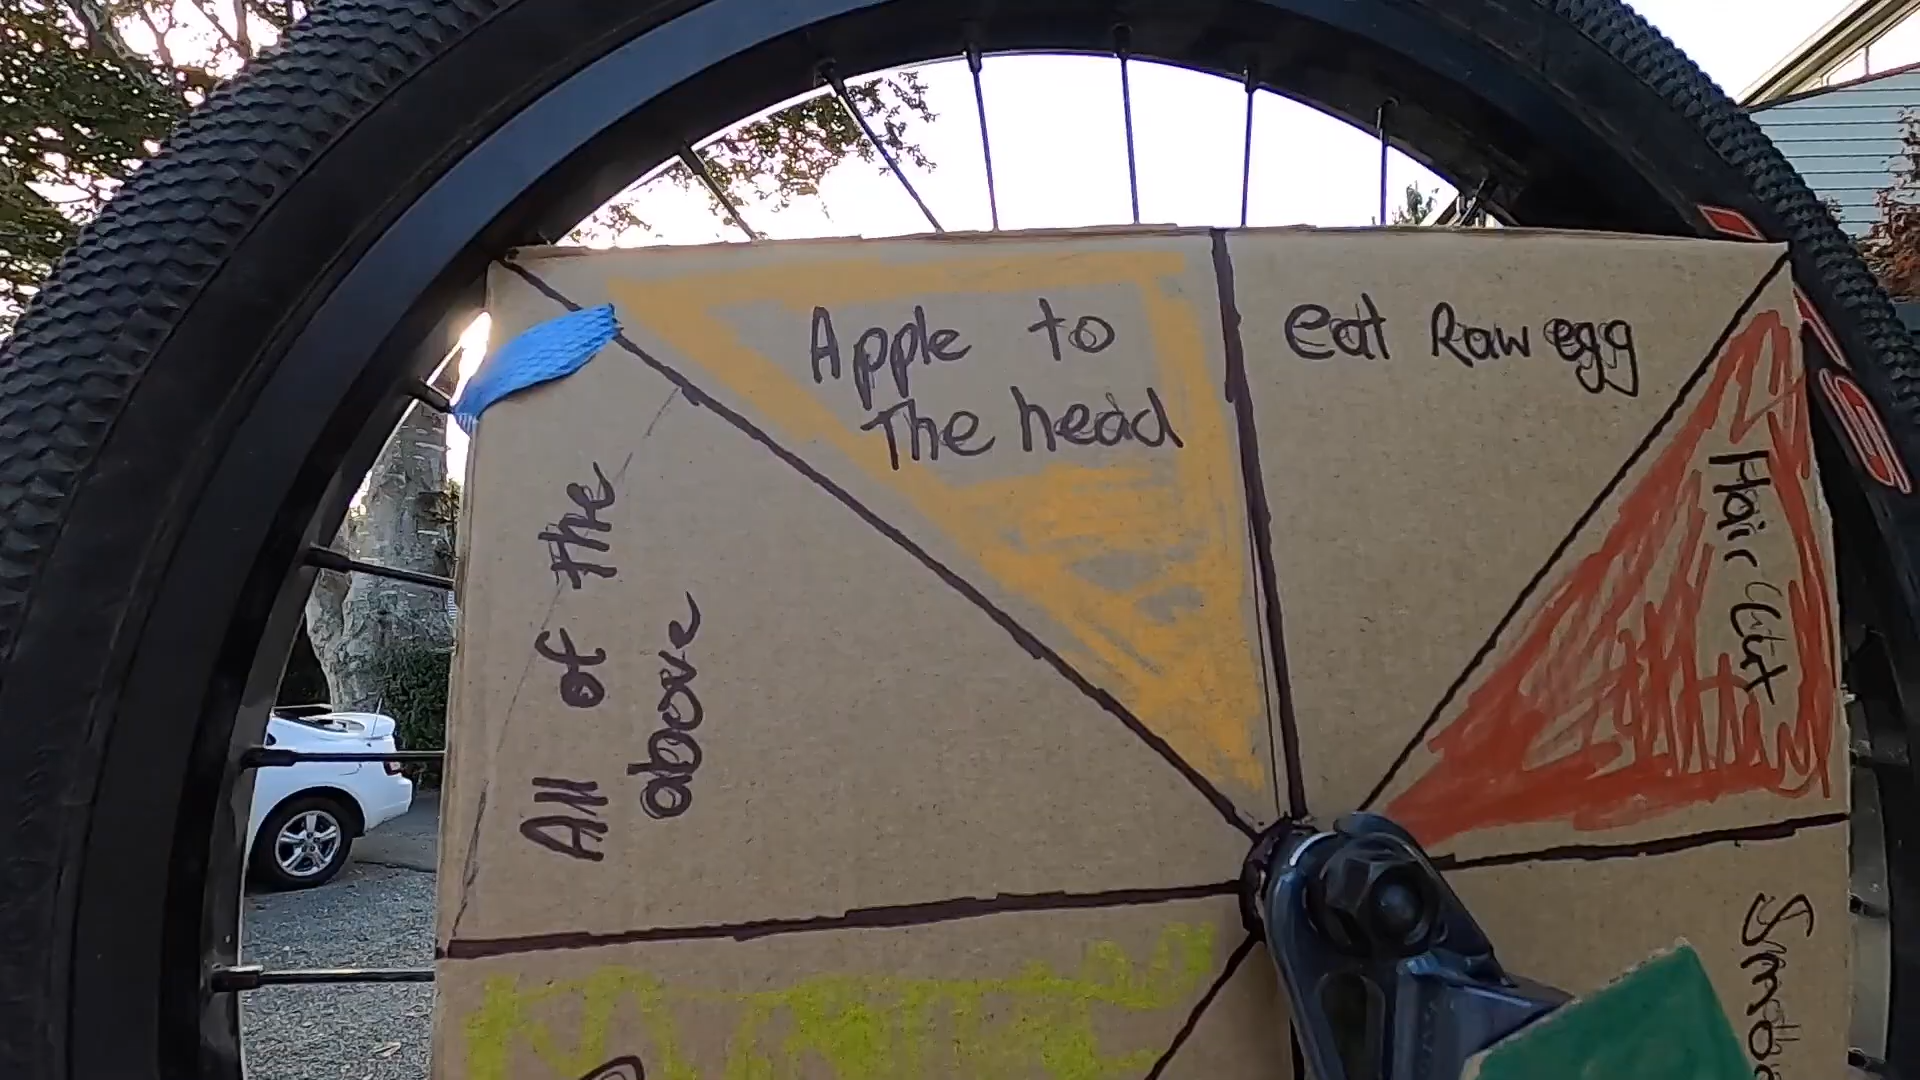 Apple to
The head
eat Raw egg
Hair Cut
All of the
above